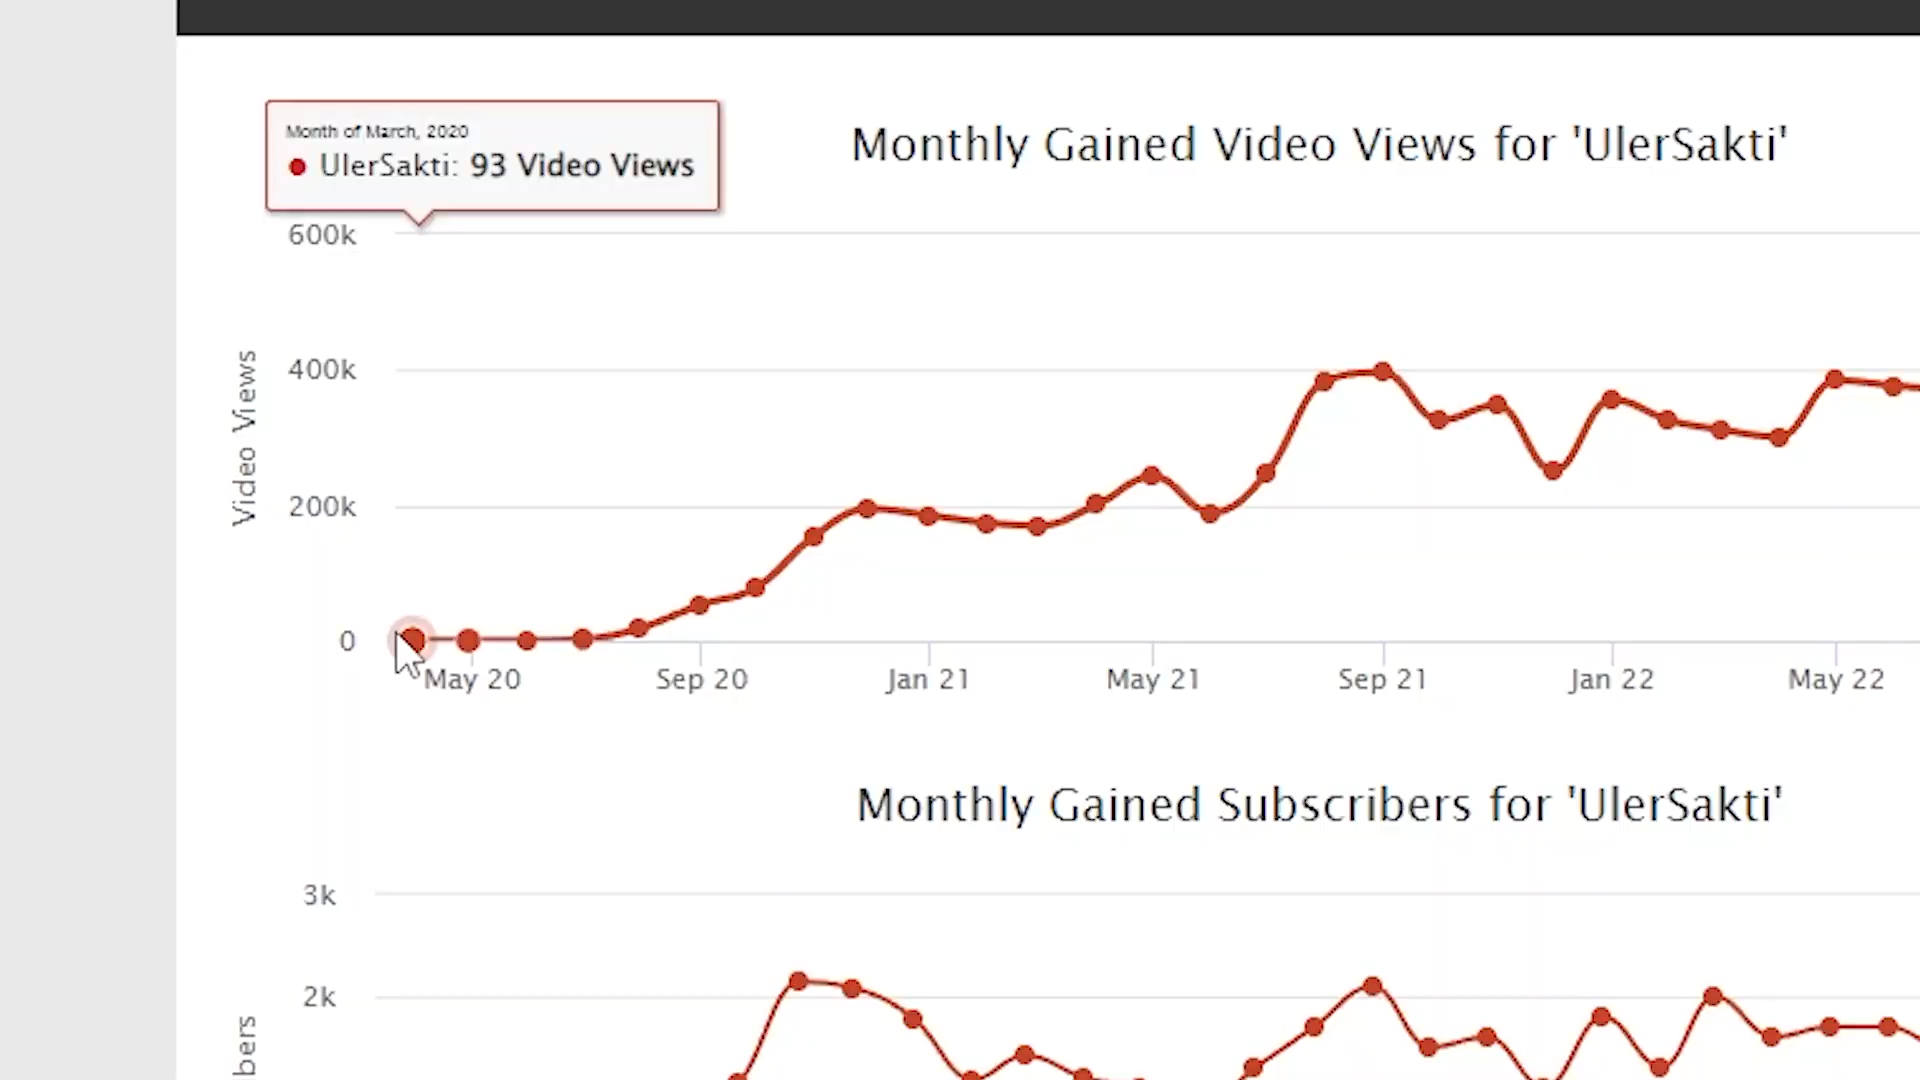 Month of March, 2020
UlerSakti: 93 Video Views
Monthly Gained Video Views for 'UlerSakti'
600k
400k
200k
0
Video Views
May 20 Sep 20 Jan 21 May 21 Sep 21 Jan 22 May 22
Monthly Gained Subscribers for 'UlerSakti'
3k
2k
bers